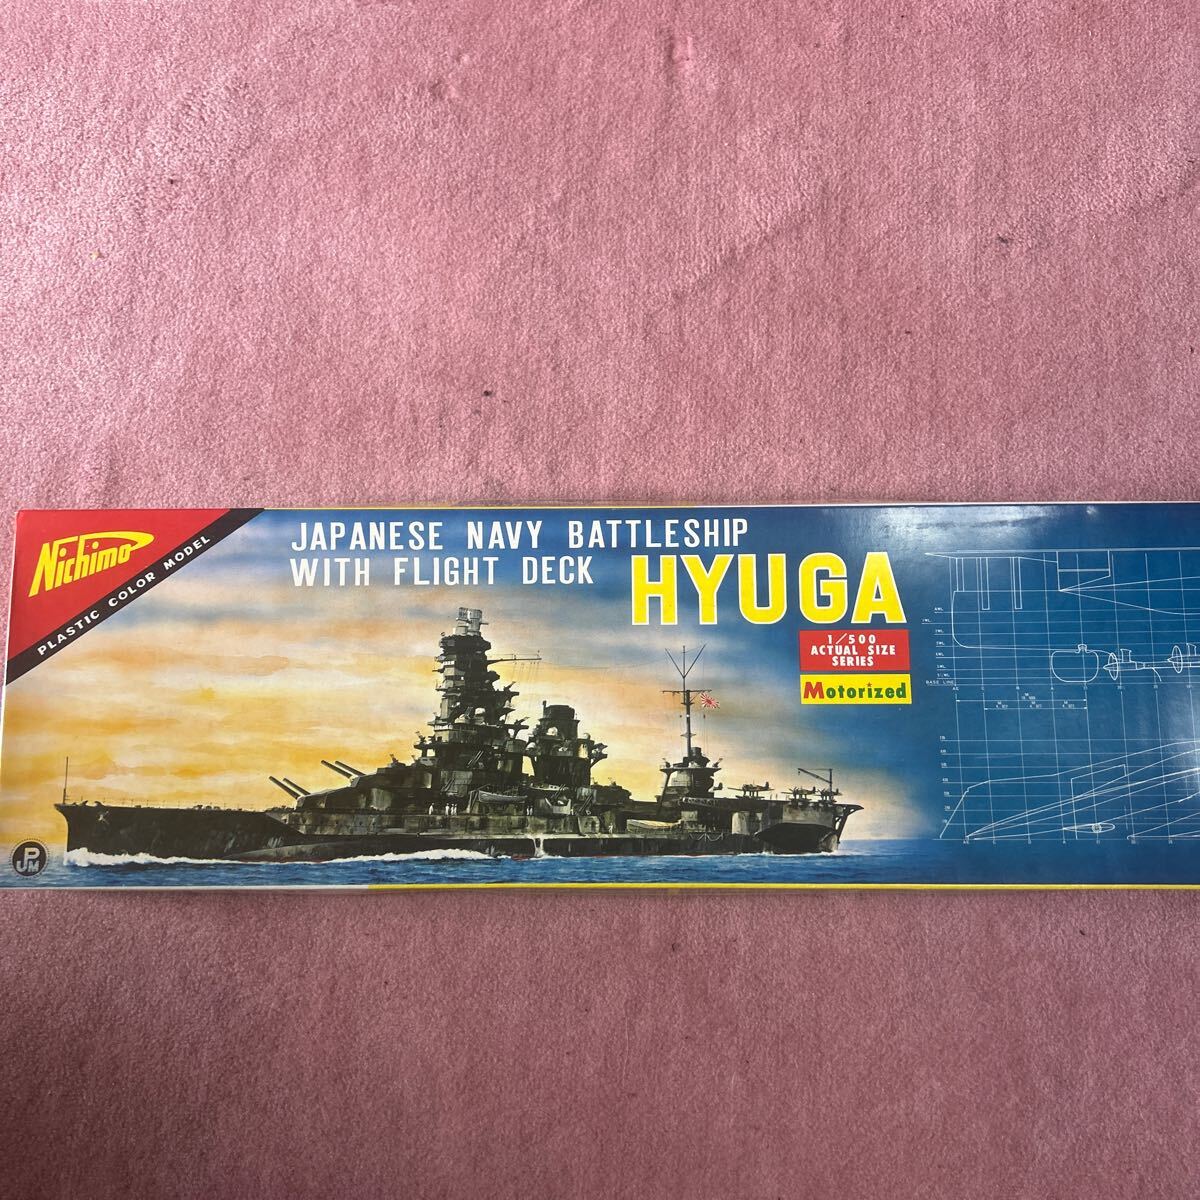 Nichimo
PLASTIC COLOR MODEL
JAPANESE NAVY BATTLESHIP
WITH FLIGHT DECK HYUGA
1/500
ACTUAL SIZE
SERIES
Motorized
BASE LINE
JPM